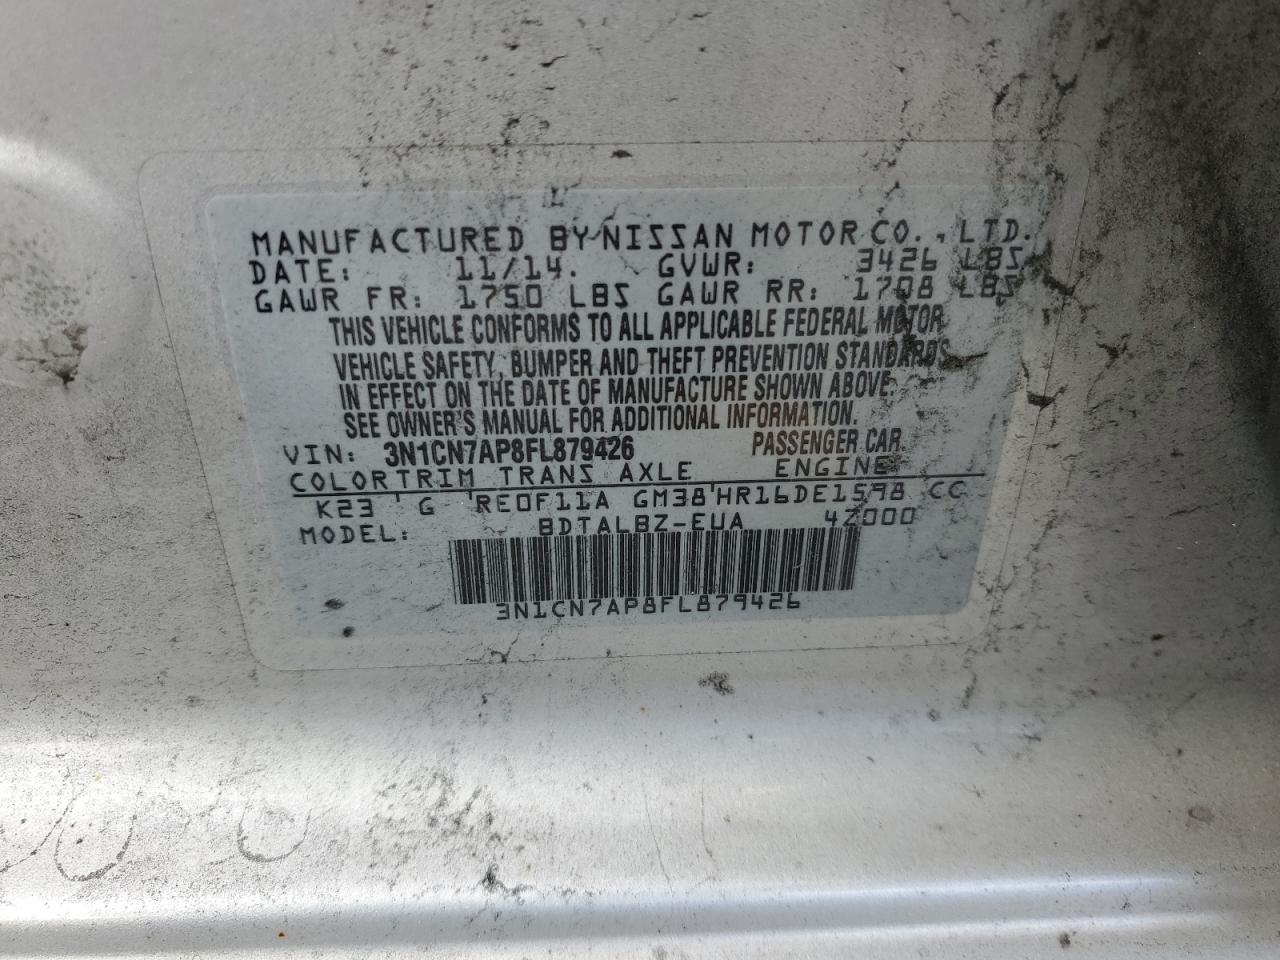 MANUFACTURED BY NISSAN MOTOR CO., LTD.
DATE: 11/14. GVWR: 3426 LBS
GAWR FR: 1750 LBS GAWR RR: 1708 LBS
THIS VEHICLE CONFORMS TO ALL APPLICABLE FEDERAL MOTOR
VEHICLE SAFETY, BUMPER AND THEFT PREVENTION STANDARDS
IN EFFECT ON THE DATE OF MANUFACTURE SHOWN ABOVE.
SEE OWNER'S MANUAL FOR ADDITIONAL INFORMATION.
VIN: 3N1CN7AP8FL879426 PASSENGER CAR.
COLOR TRIM TRANS AXLE ENGINE
K23 G RE0F11A GM38 HR16DE1598 CC
MODEL: BDTALBZ-EUA 4Z000
3N1CN7AP8FL879426